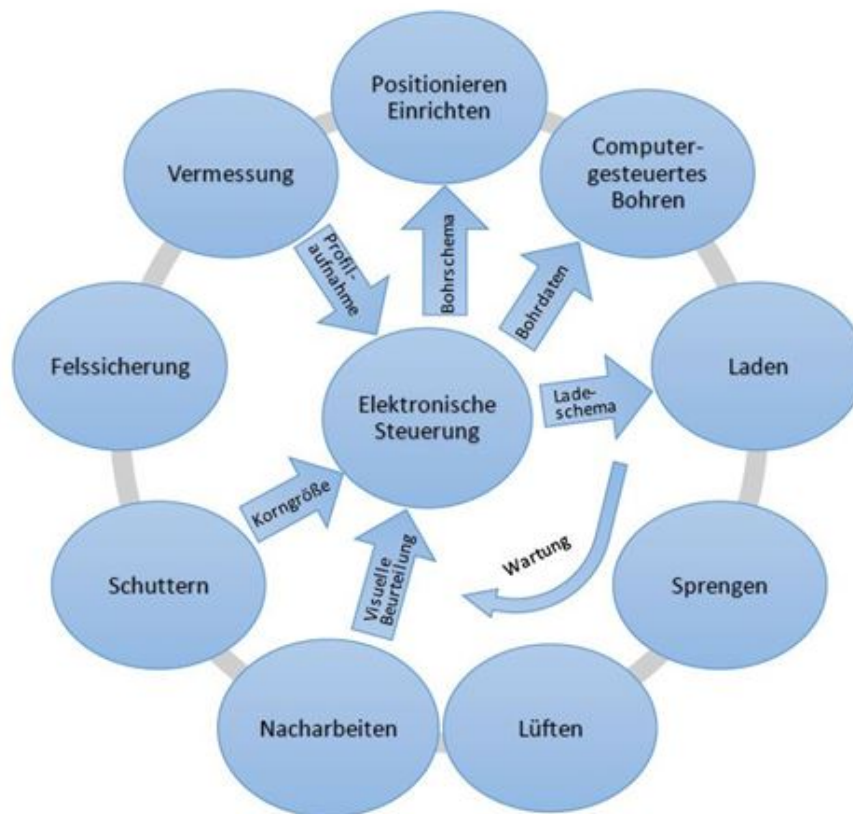 Positionieren
Einrichten
Computer-
gesteuertes
Bohren
Vermessung
Profil-
aufnahme
Bohrschema
Bohrdaten
Felssicherung
Elektronische
Steuerung
Lade-
schema
Laden
Korngröße
Visuelle
Beurteilung
Wartung
Schuttern
Sprengen
Nacharbeiten
Lüften